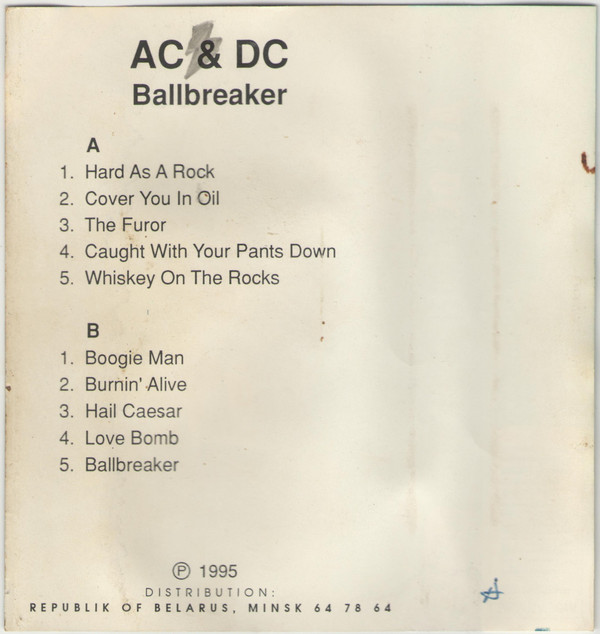 AC & DC
Ballbreaker
A
1. Hard As A Rock
2. Cover You In Oil
3. The Furor
4. Caught With Your Pants Down
5. Whiskey On The Rocks
B
1. Boogie Man
2. Burnin' Alive
3. Hail Caesar
4. Love Bomb
5. Ballbreaker
℗ 1995
DISTRIBUTION:
REPUBLIK OF BELARUS, MINSK 64 78 64